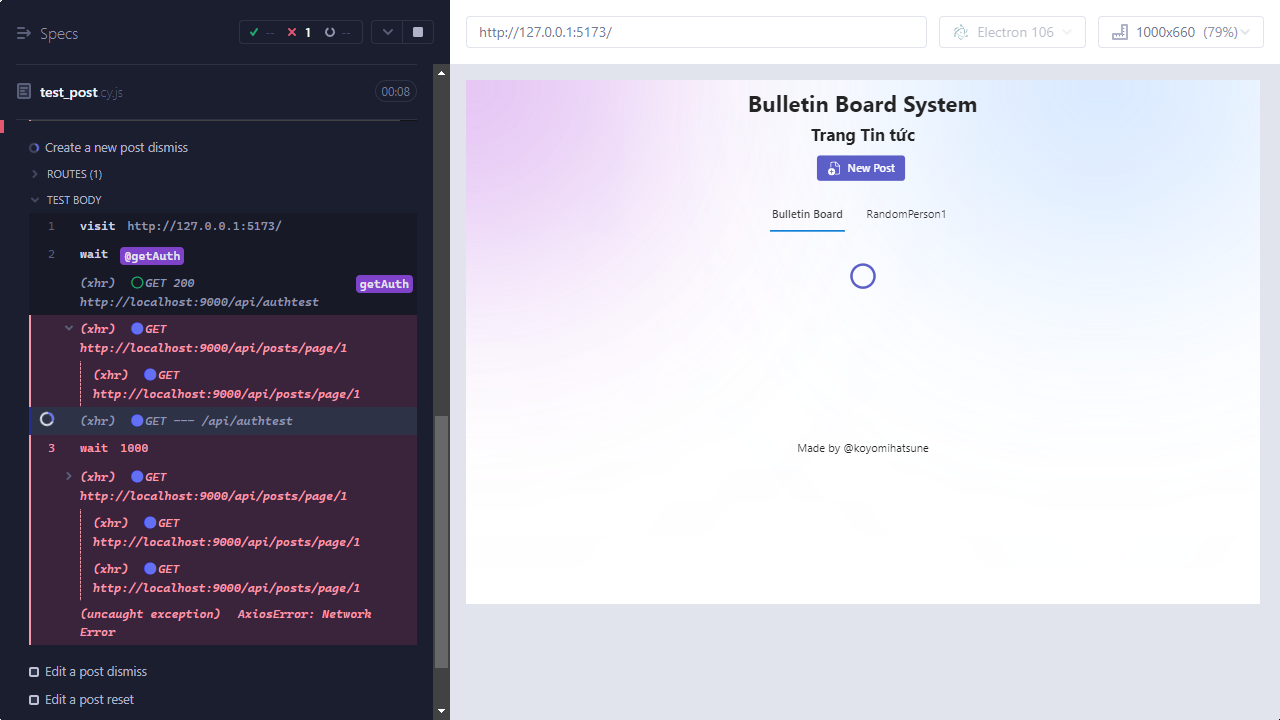 Specs
-- 1 --
test_post.cy.js
00:08
Create a new post dismiss
ROUTES (1)
TEST BODY
1 visit http://127.0.0.1:5173/
2 wait @getAuth
(xhr) GET 200 getAuth
http://localhost:9000/api/authtest
(xhr) GET
http://localhost:9000/api/posts/page/1
(xhr) GET
http://localhost:9000/api/posts/page/1
(xhr) GET --- /api/authtest
3 wait 1000
(xhr) GET
http://localhost:9000/api/posts/page/1
(xhr) GET
http://localhost:9000/api/posts/page/1
(xhr) GET
http://localhost:9000/api/posts/page/1
(uncaught exception) AxiosError: Network
Error
Edit a post dismiss
Edit a post reset
http://127.0.0.1:5173/
Electron 106
1000x660 (79%)
Bulletin Board System
Trang Tin tức
New Post
Bulletin Board RandomPerson1
Made by @koyomihatsune